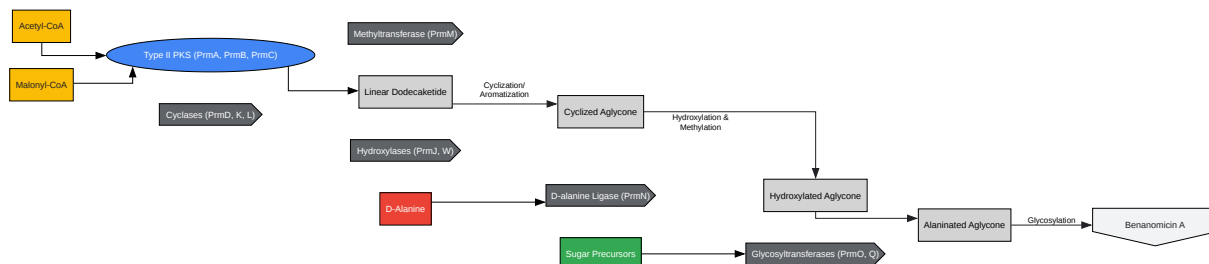 Acetyl-CoA
Methyltransferase (PrmM)
Type II PKS (PrmA, PrmB, PrmC)
Malonyl-CoA
Linear Dodecaketide
Cyclization/
Aromatization
Cyclases (PrmD, K, L)
Cyclized Aglycone
Hydroxylation &
Methylation
Hydroxylases (PrmJ, W)
D-Alanine
D-alanine Ligase (PrmN)
Hydroxylated Aglycone
Alaninated Aglycone
Glycosylation
Benanomicin A
Sugar Precursors
Glycosyltransferases (PrmO, Q)